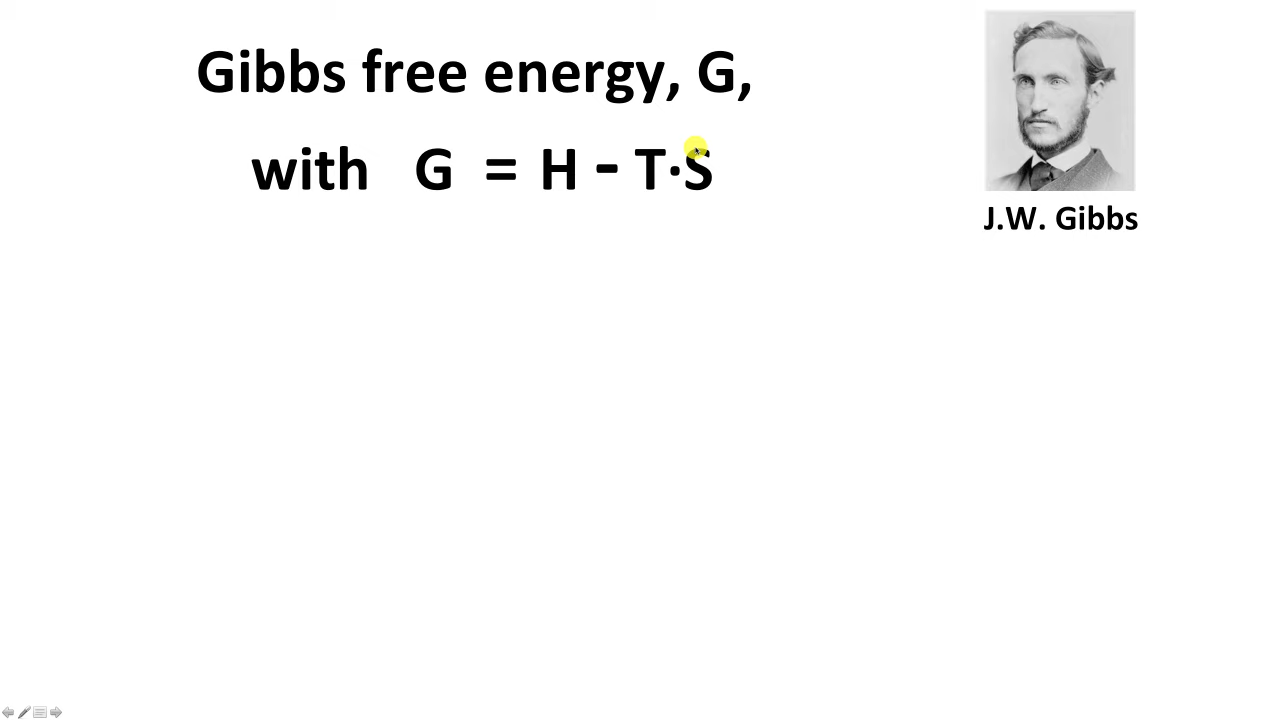 Gibbs free energy, G,
with G = H - T·S
J.W. Gibbs